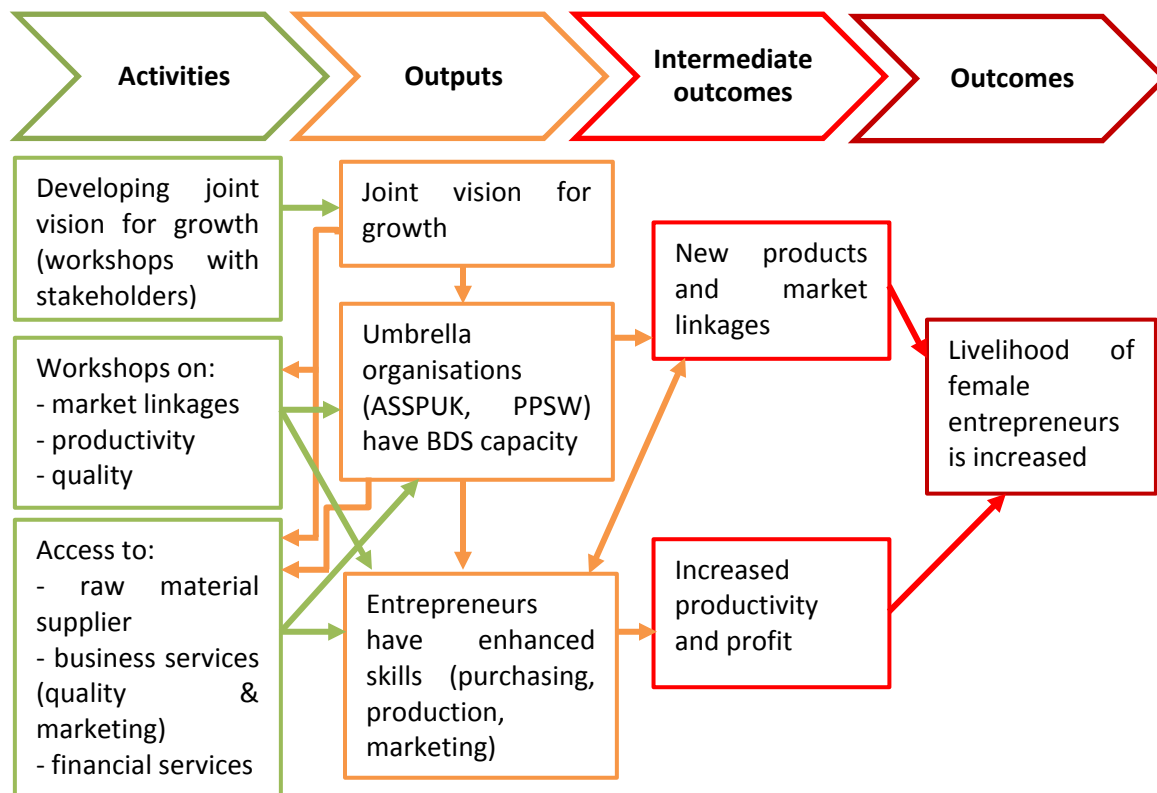 Activities
Outputs
Intermediate
outcomes
Outcomes
Developing joint
vision for growth
(workshops with
stakeholders)
Workshops on:
- market linkages
- productivity
- quality
Access to:
- raw material
supplier
- business services
(quality &
marketing)
- financial services
Joint vision for
growth
Umbrella
organisations
(ASSPUK, PPSW)
have BDS capacity
Entrepreneurs
have enhanced
skills (purchasing,
production,
marketing)
New products
and market
linkages
Increased
productivity
and profit
Livelihood of
female
entrepreneurs
is increased